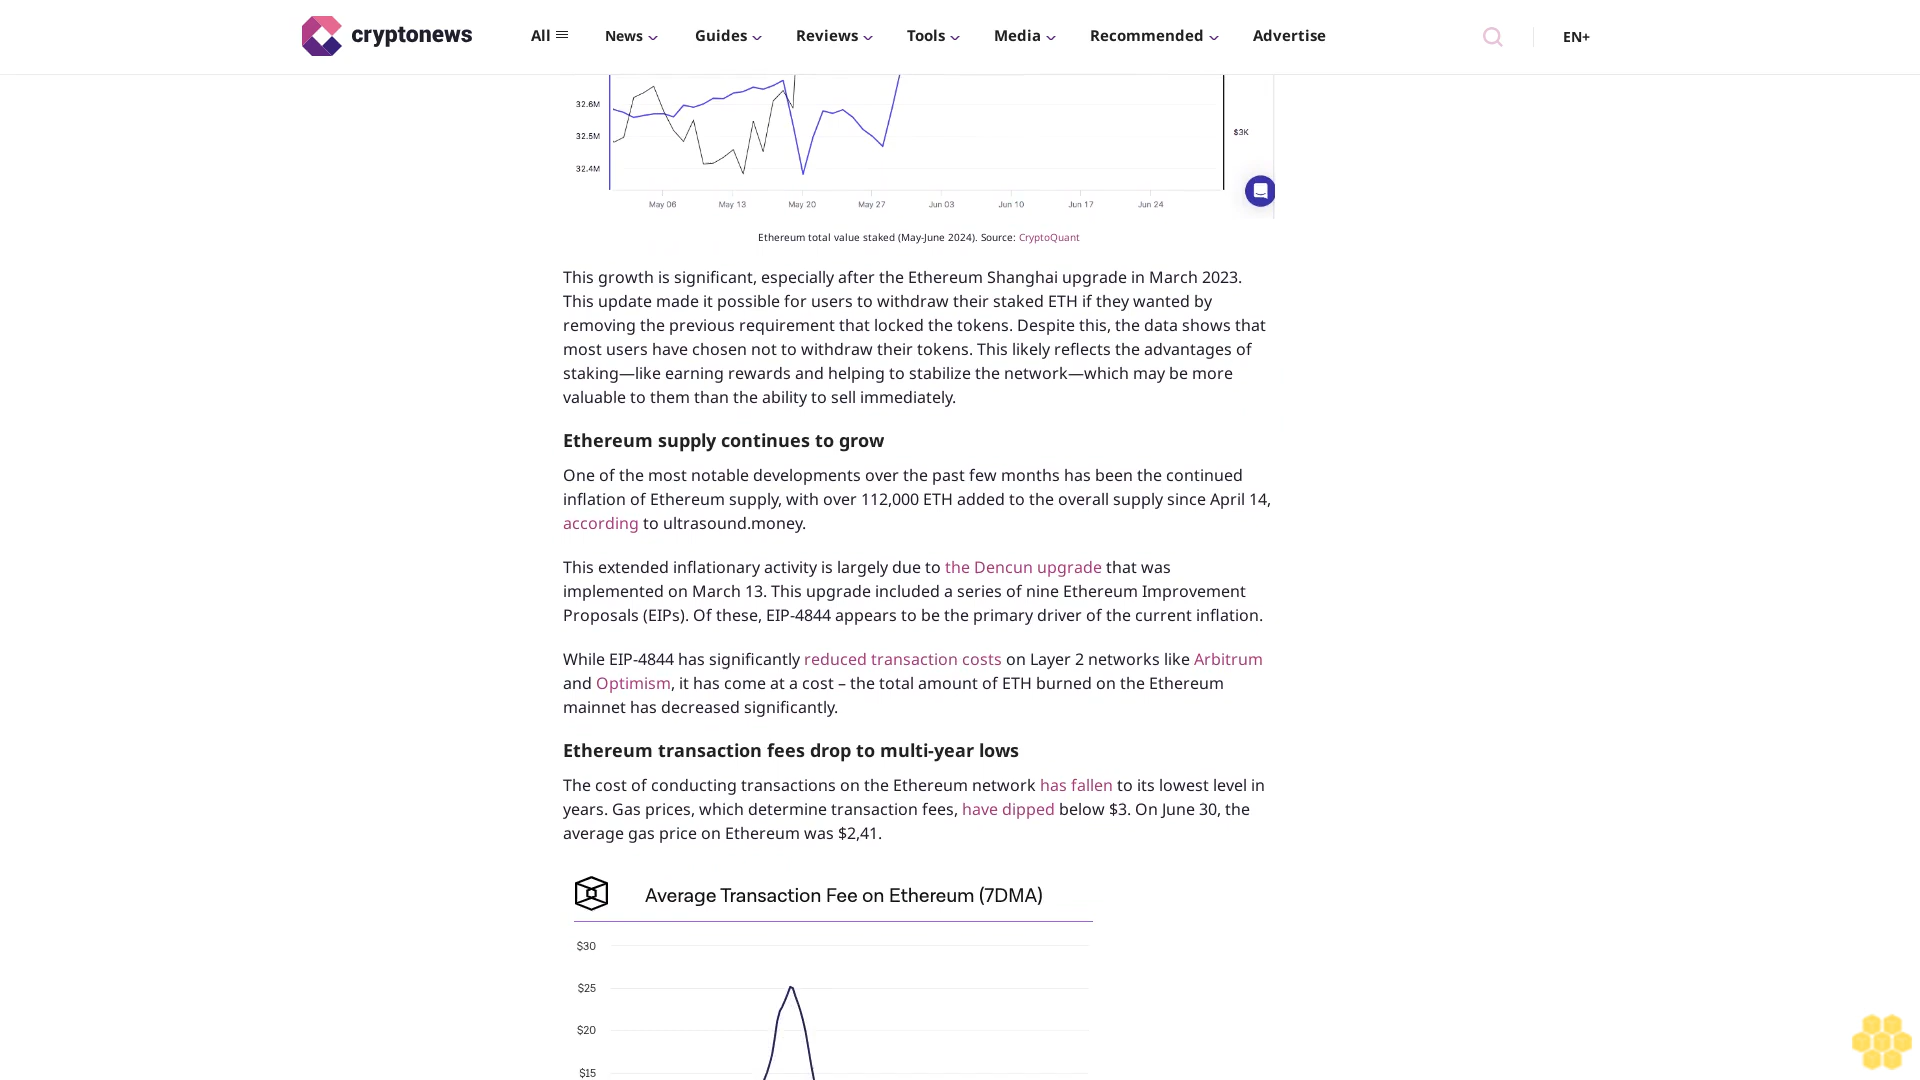 cryptonews
All
News
Guides
Reviews
Tools
Media
Recommended
Advertise
EN+
32.6M
32.5M
32.4M
$3K
May 06 May 13 May 20 May 27 Jun 03 Jun 10 Jun 17 Jun 24
Ethereum total value staked (May-June 2024). Source: CryptoQuant
This growth is significant, especially after the Ethereum Shanghai upgrade in March 2023.
This update made it possible for users to withdraw their staked ETH if they wanted by
removing the previous requirement that locked the tokens. Despite this, the data shows that
most users have chosen not to withdraw their tokens. This likely reflects the advantages of
staking—like earning rewards and helping to stabilize the network—which may be more
valuable to them than the ability to sell immediately.
Ethereum supply continues to grow
One of the most notable developments over the past few months has been the continued
inflation of Ethereum supply, with over 112,000 ETH added to the overall supply since April 14,
according to ultrasound.money.
This extended inflationary activity is largely due to the Dencun upgrade that was
implemented on March 13. This upgrade included a series of nine Ethereum Improvement
Proposals (EIPs). Of these, EIP-4844 appears to be the primary driver of the current inflation.
While EIP-4844 has significantly reduced transaction costs on Layer 2 networks like Arbitrum
and Optimism, it has come at a cost – the total amount of ETH burned on the Ethereum
mainnet has decreased significantly.
Ethereum transaction fees drop to multi-year lows
The cost of conducting transactions on the Ethereum network has fallen to its lowest level in
years. Gas prices, which determine transaction fees, have dipped below $3. On June 30, the
average gas price on Ethereum was $2,41.
Average Transaction Fee on Ethereum (7DMA)
$30
$25
$20
$15